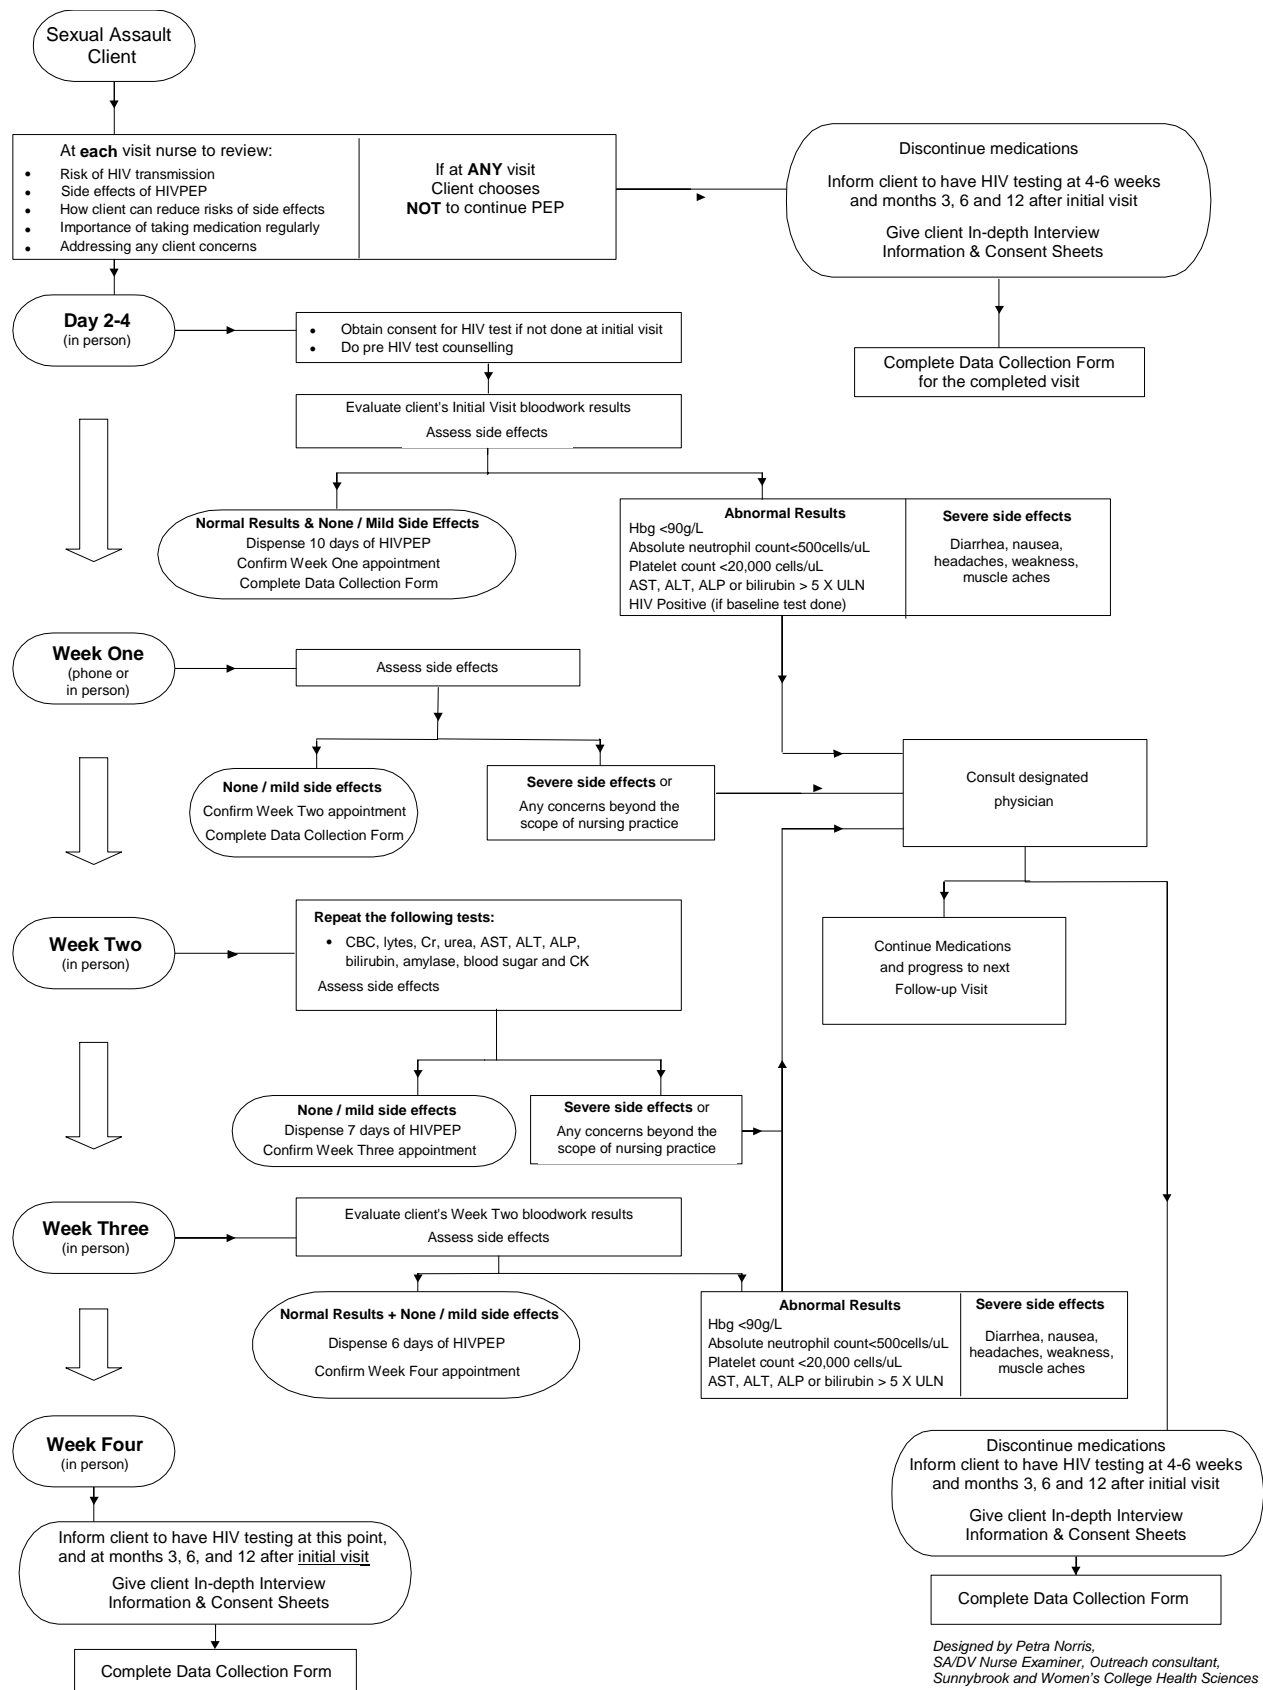 Sexual Assault
Client
At each visit nurse to review:
• Risk of HIV transmission
• Side effects of HIVPEP
• How client can reduce risks of side effects
• Importance of taking medication regularly
• Addressing any client concerns
If at ANY visit
Client chooses
NOT to continue PEP
Discontinue medications
Inform client to have HIV testing at 4-6 weeks
and months 3, 6 and 12 after initial visit
Give client In-depth Interview
Information & Consent Sheets
Complete Data Collection Form
for the completed visit
Day 2-4
(in person)
• Obtain consent for HIV test if not done at initial visit
• Do pre HIV test counselling
Evaluate client's Initial Visit bloodwork results
Assess side effects
Normal Results & None / Mild Side Effects
Dispense 10 days of HIVPEP
Confirm Week One appointment
Complete Data Collection Form
Abnormal Results
Hbg <90g/L
Absolute neutrophil count<500cells/uL
Platelet count <20,000 cells/uL
AST, ALT, ALP or bilirubin > 5 X ULN
HIV Positive (if baseline test done)
Severe side effects
Diarrhea, nausea,
headaches, weakness,
muscle aches
Week One
(phone or
in person)
Assess side effects
None / mild side effects
Confirm Week Two appointment
Complete Data Collection Form
Severe side effects or
Any concerns beyond the
scope of nursing practice
Consult designated
physician
Continue Medications
and progress to next
Follow-up Visit
Week Two
(in person)
Repeat the following tests:
• CBC, lytes, Cr, urea, AST, ALT, ALP,
bilirubin, amylase, blood sugar and CK
Assess side effects
None / mild side effects
Dispense 7 days of HIVPEP
Confirm Week Three appointment
Severe side effects or
Any concerns beyond the
scope of nursing practice
Week Three
(in person)
Evaluate client's Week Two bloodwork results
Assess side effects
Normal Results + None / mild side effects
Dispense 6 days of HIVPEP
Confirm Week Four appointment
Abnormal Results
Hbg <90g/L
Absolute neutrophil count<500cells/uL
Platelet count <20,000 cells/uL
AST, ALT, ALP or bilirubin > 5 X ULN
Severe side effects
Diarrhea, nausea,
headaches, weakness,
muscle aches
Week Four
(in person)
Inform client to have HIV testing at this point,
and at months 3, 6, and 12 after initial visit
Give client In-depth Interview
Information & Consent Sheets
Complete Data Collection Form
Discontinue medications
Inform client to have HIV testing at 4-6 weeks
and months 3, 6 and 12 after initial visit
Give client In-depth Interview
Information & Consent Sheets
Complete Data Collection Form
Designed by Petra Norris,
SA/DV Nurse Examiner, Outreach consultant,
Sunnybrook and Women's College Health Sciences